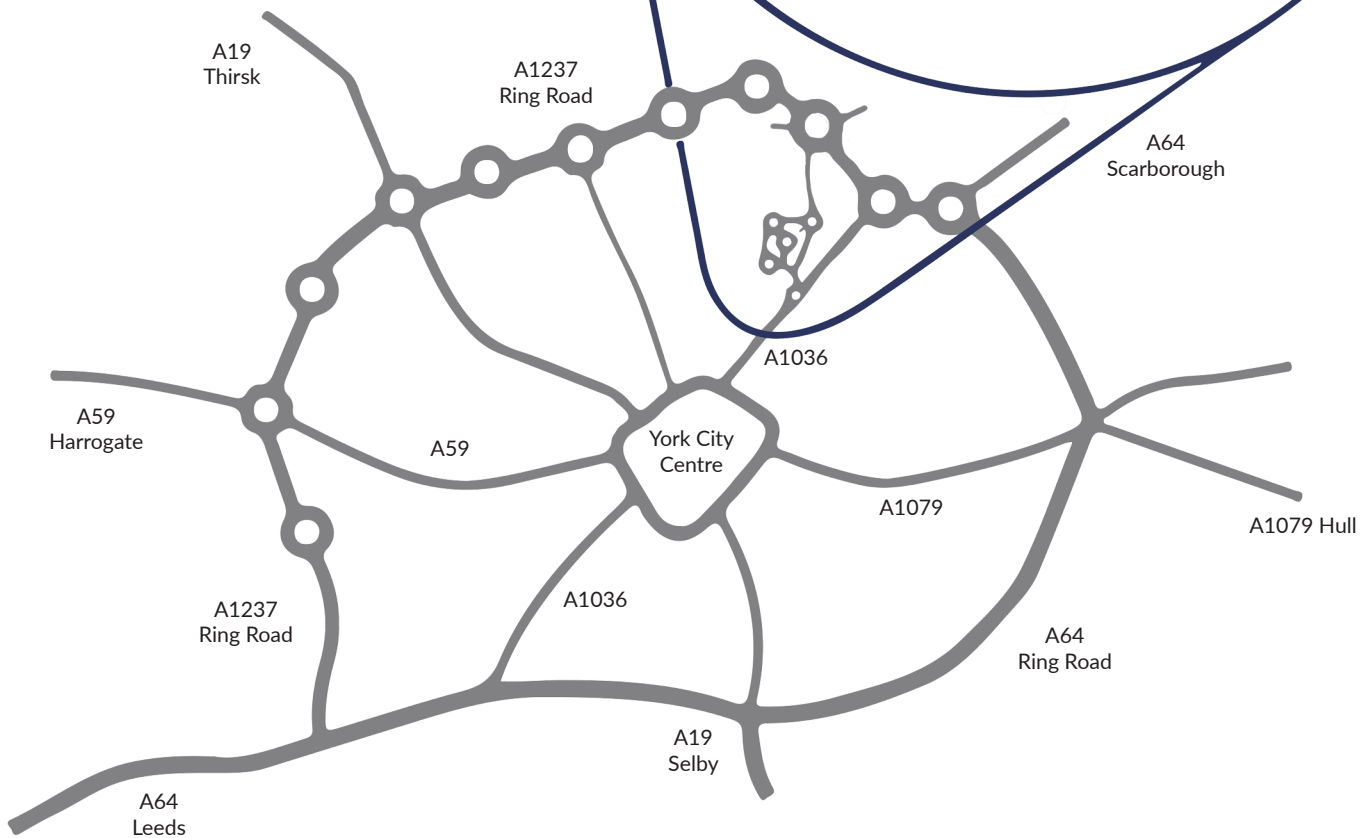 A19
Thirsk
A1237
Ring Road
A64
Scarborough
A1036
A59
Harrogate
A59
York City
Centre
A1079
A1079 Hull
A1237
Ring Road
A1036
A64
Ring Road
A19
Selby
A64
Leeds